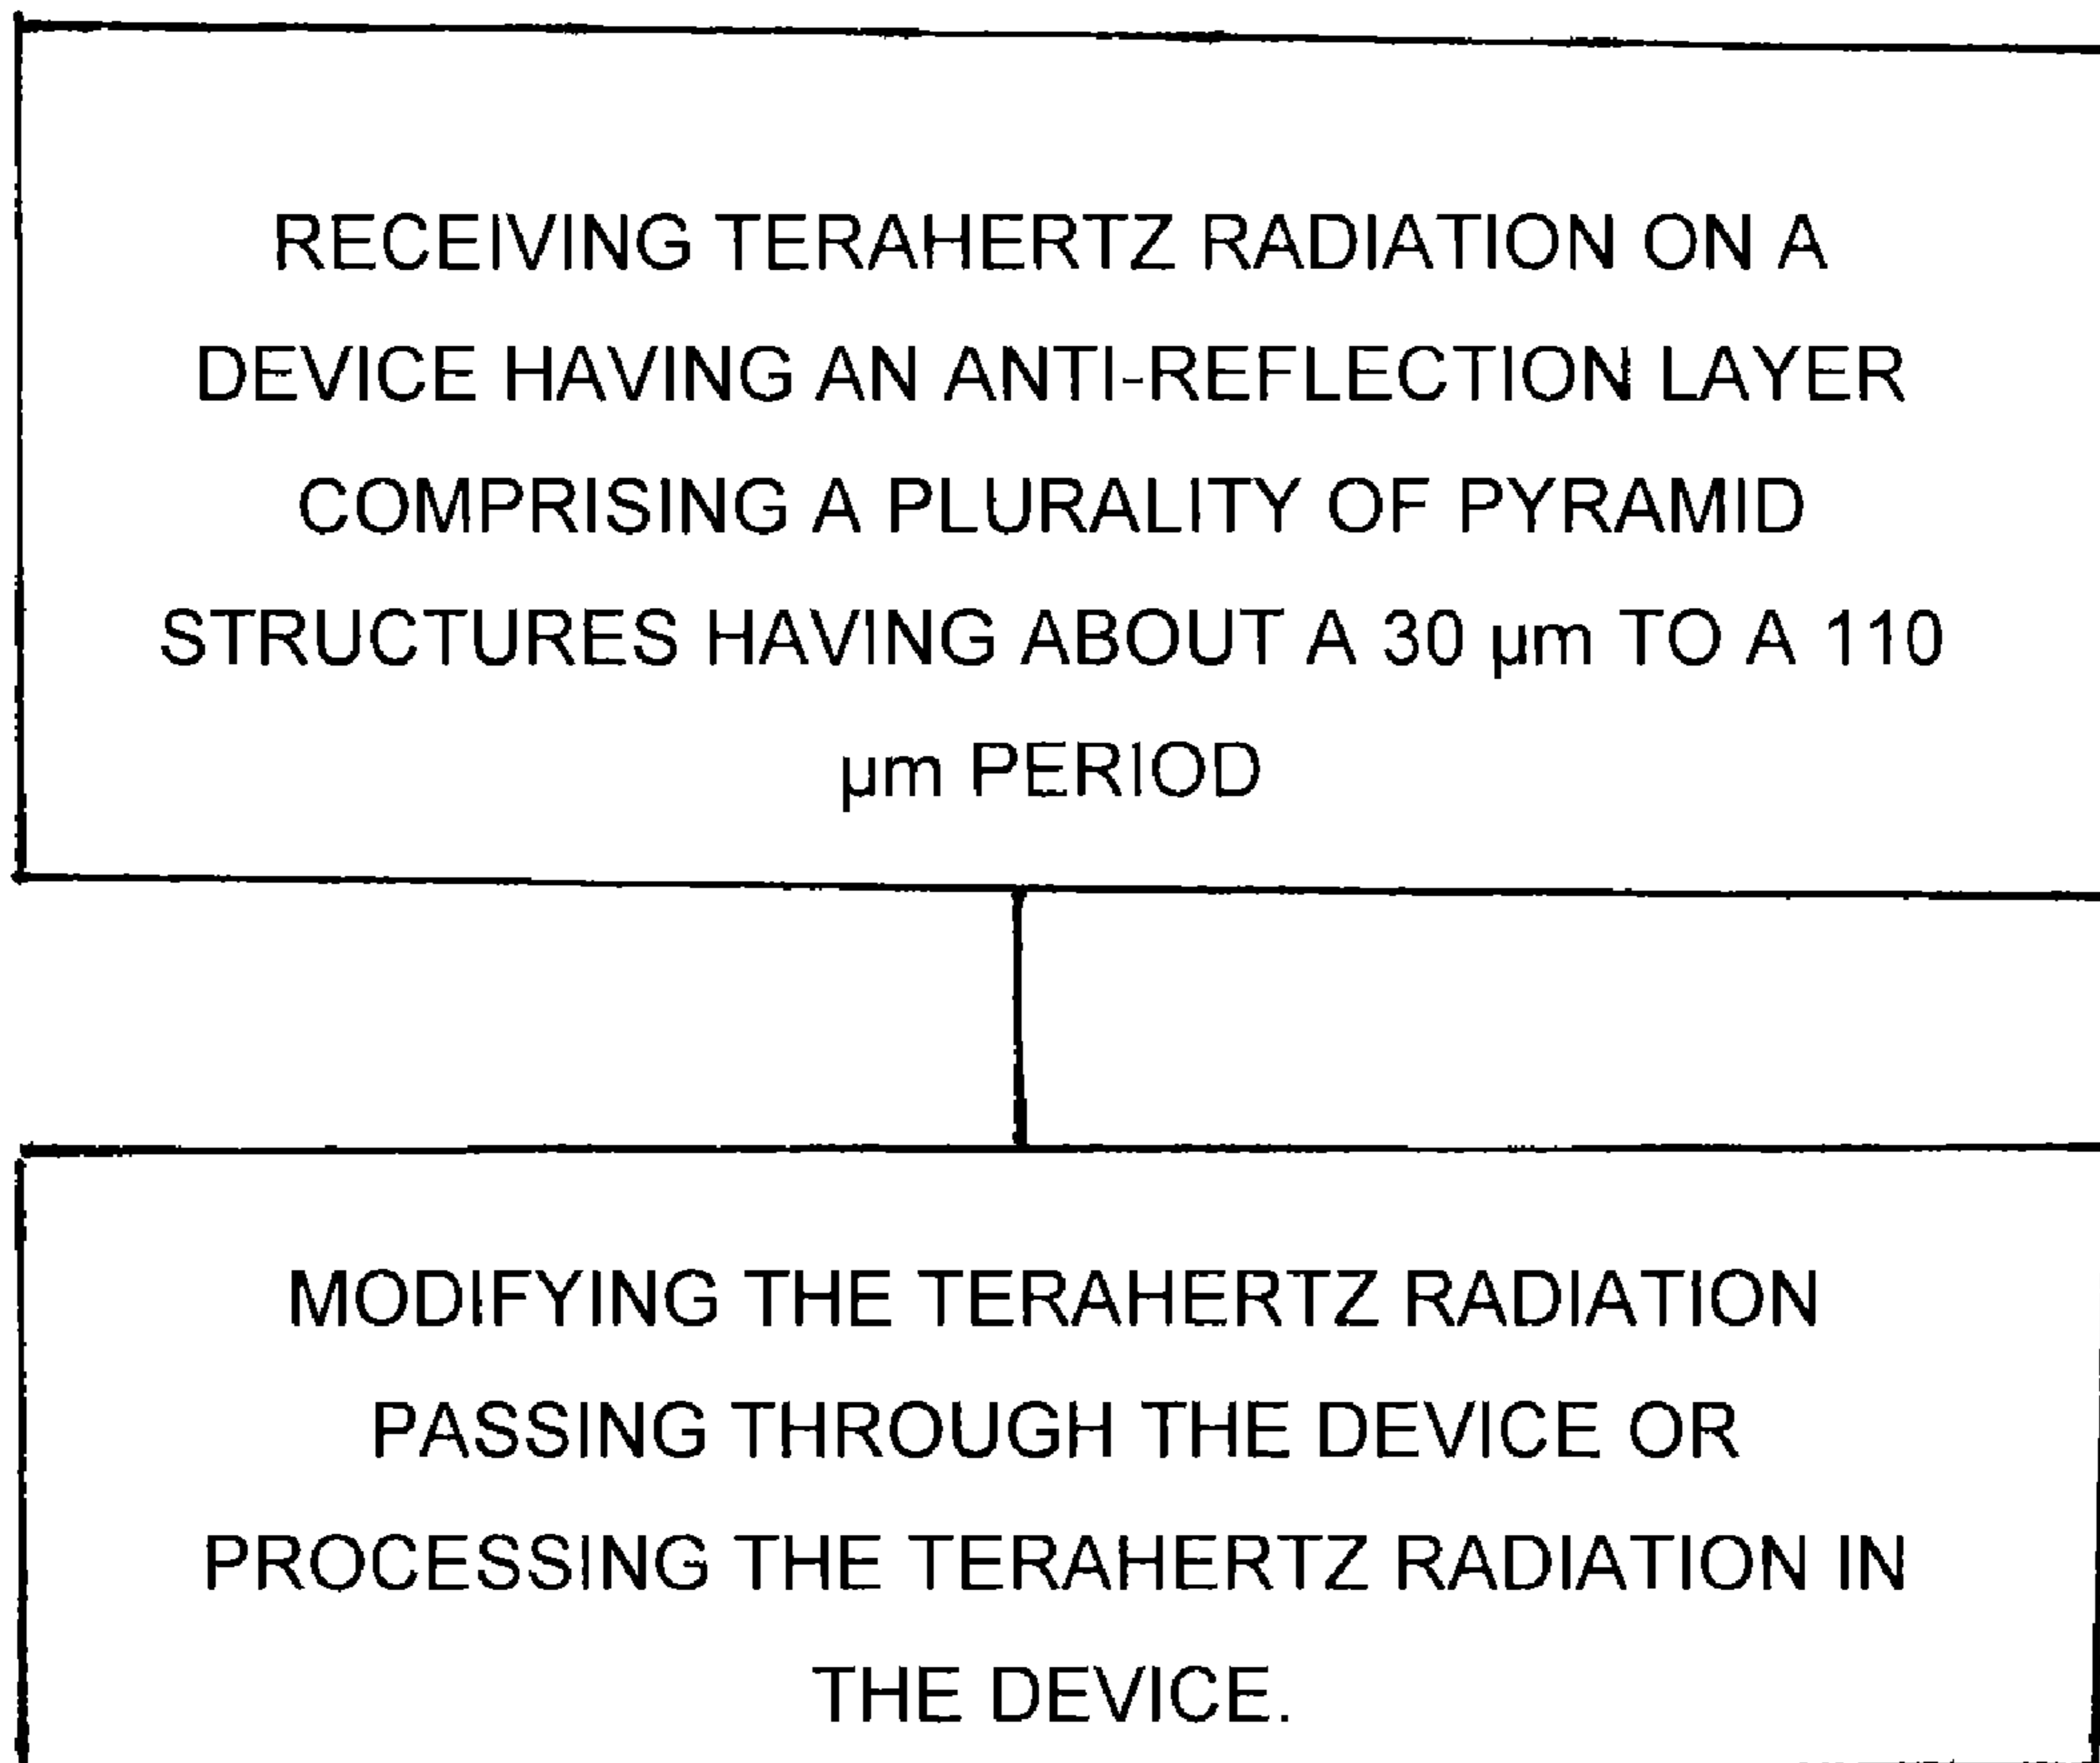 RECEIVING TERAHERTZ RADIATION ON A
DEVICE HAVING AN ANTI-REFLECTION LAYER
COMPRISING A PLURALITY OF PYRAMID
STRUCTURES HAVING ABOUT A 30 µm TO A 110
µm PERIOD
MODIFYING THE TERAHERTZ RADIATION
PASSING THROUGH THE DEVICE OR
PROCESSING THE TERAHERTZ RADIATION IN
THE DEVICE.